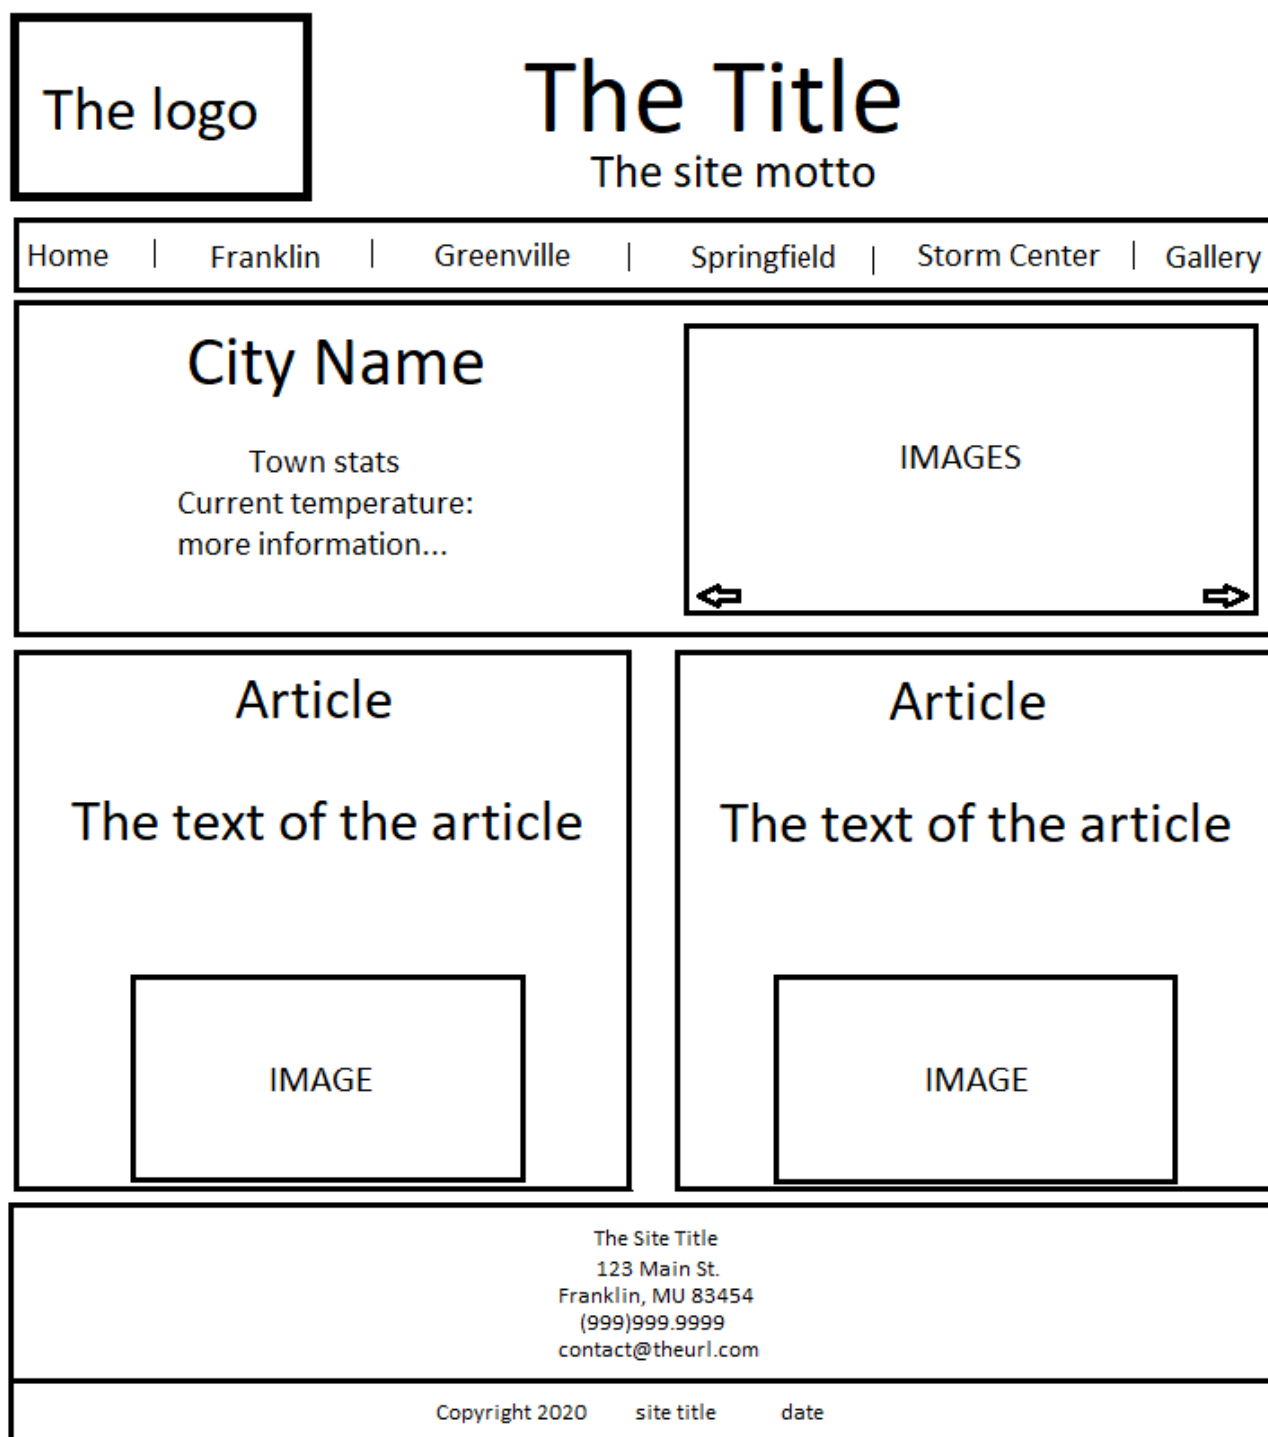 The logo
The Title
The site motto
Home | Franklin | Greenville | Springfield | Storm Center | Gallery
City Name
Town stats
Current temperature:
more information...
IMAGES
Article
The text of the article
IMAGE
Article
The text of the article
IMAGE
The Site Title
123 Main St.
Franklin, MU 83454
(999)999.9999
contact@theurl.com
Copyright 2020 site title date